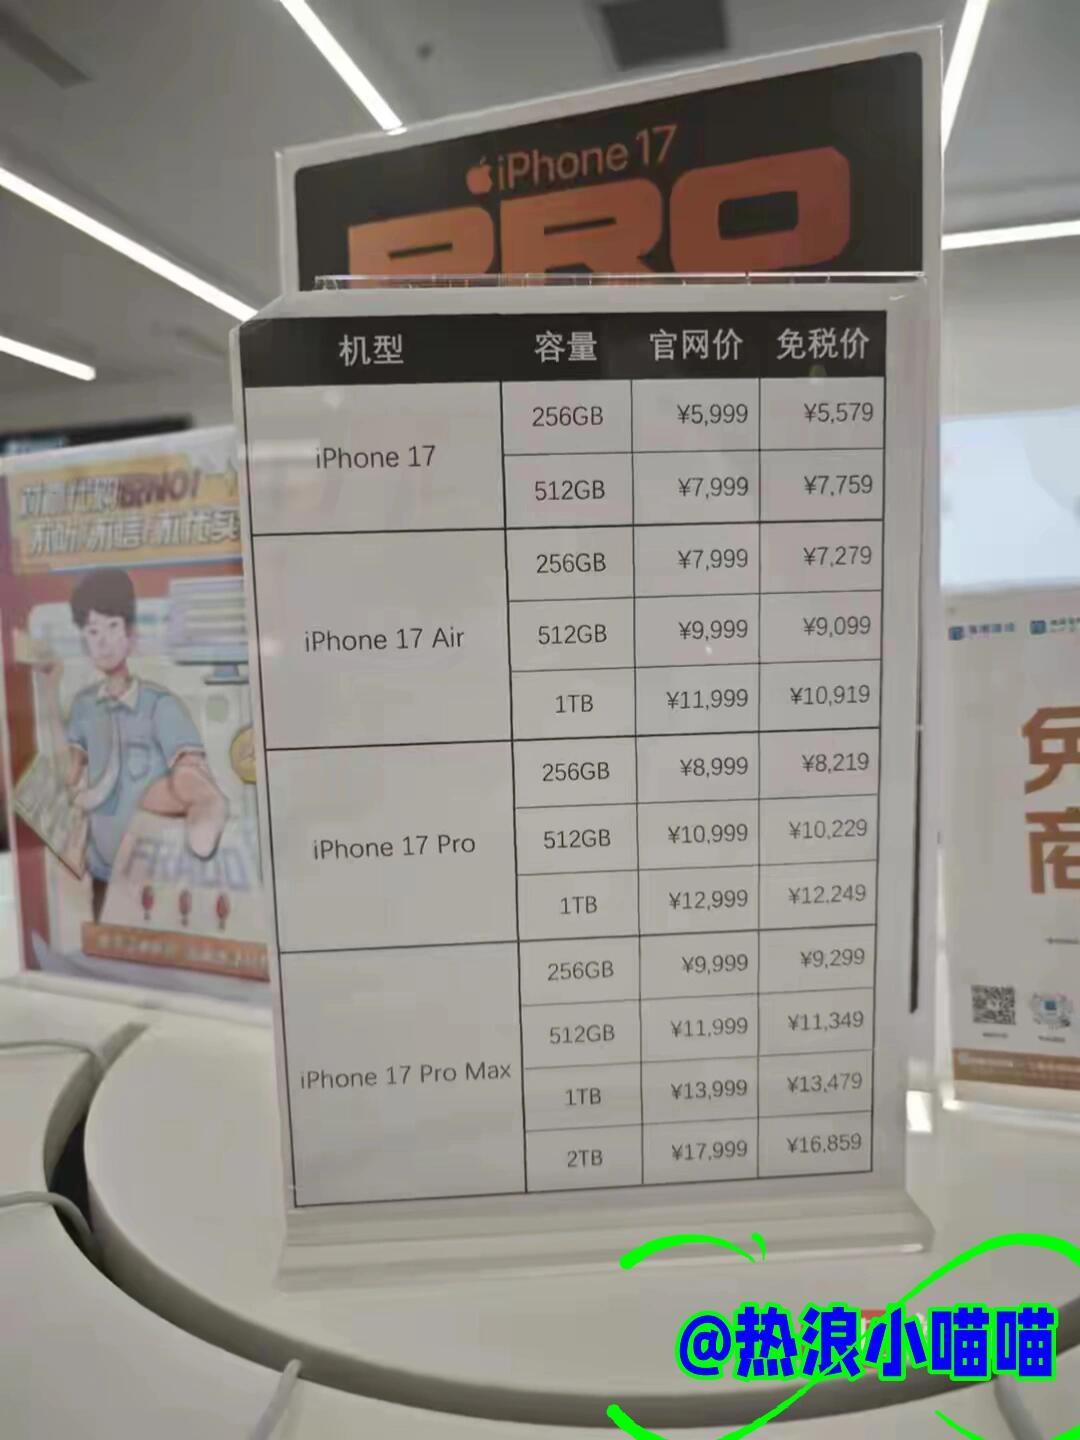 iPhone 17
PRO
机型 容量 官网价 免税价
iPhone 17
256GB ¥5,999 ¥5,579
512GB ¥7,999 ¥7,759
iPhone 17 Air
256GB ¥7,999 ¥7,279
512GB ¥9,999 ¥9,099
1TB ¥11,999 ¥10,919
iPhone 17 Pro
256GB ¥8,999 ¥8,219
512GB ¥10,999 ¥10,229
1TB ¥12,999 ¥12,249
iPhone 17 Pro Max
256GB ¥9,999 ¥9,299
512GB ¥11,999 ¥11,349
1TB ¥13,999 ¥13,479
2TB ¥17,999 ¥16,859
FRAUD
免
商
@热浪小喵喵